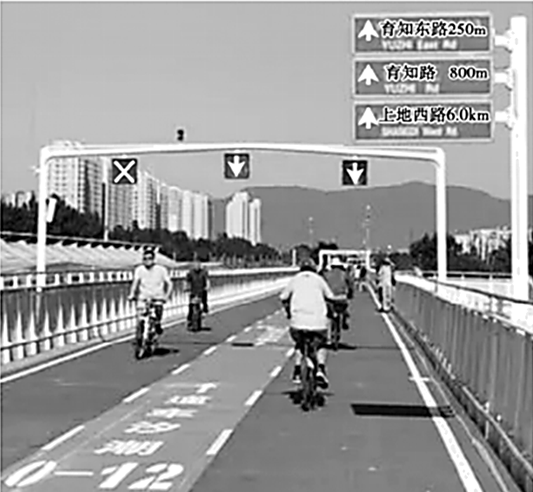 育知东路250m
YUZHI East Rd
育知路 800m
YUZHI Rd
上地西路6.0km
SHANGDI West Rd
0-12